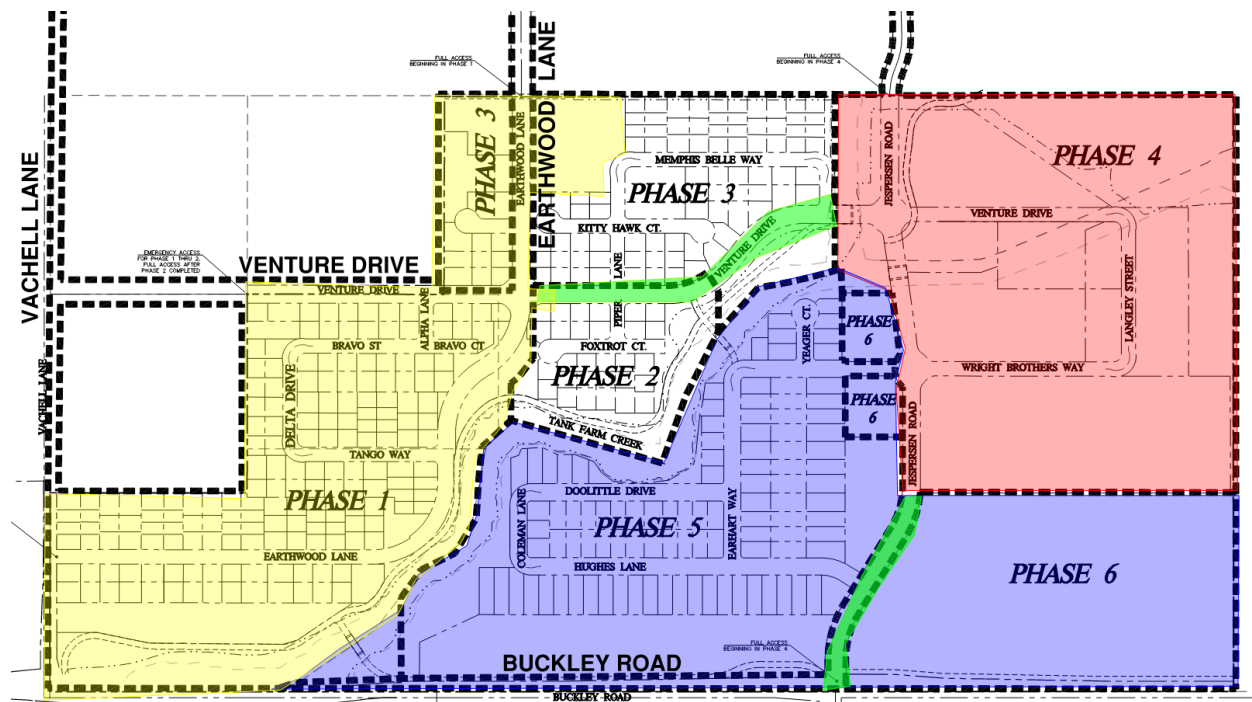 FULL ACCESS
BEGINNING IN PHASE 1
FULL ACCESS
BEGINNING IN PHASE 4
VACHELL LANE
EARTHWOOD LANE
PHASE 3
EARTHWOOD LANE
MEMPHIS BELLE WAY
PHASE 3
JESPERSEN ROAD
PHASE 4
VENTURE DRIVE
KITTY HAWK CT.
VENTURE DRIVE
EMERGENCY ACCESS
FOR PHASE 1 THRU 2,
FULL ACCESS AFTER
PHASE 2 COMPLETED
VENTURE DRIVE
VENTURE DRIVE
ALPHA LANE
PIPER LANE
YEAGER CT.
PHASE
6
LANGLEY STREET
BRAVO ST
BRAVO CT
FOXTROT CT.
PHASE 2
WRIGHT BROTHERS WAY
DELTA DRIVE
VACHELL LANE
PHASE
6
TANK FARM CREEK
JESPERSEN ROAD
TANGO WAY
PHASE 1
DOOLITTLE DRIVE
COLEMAN LANE
PHASE 5
EARHART WAY
EARTHWOOD LANE
HUGHES LANE
PHASE 6
FULL ACCESS
BEGINNING IN PHASE 4
BUCKLEY ROAD
BUCKLEY ROAD